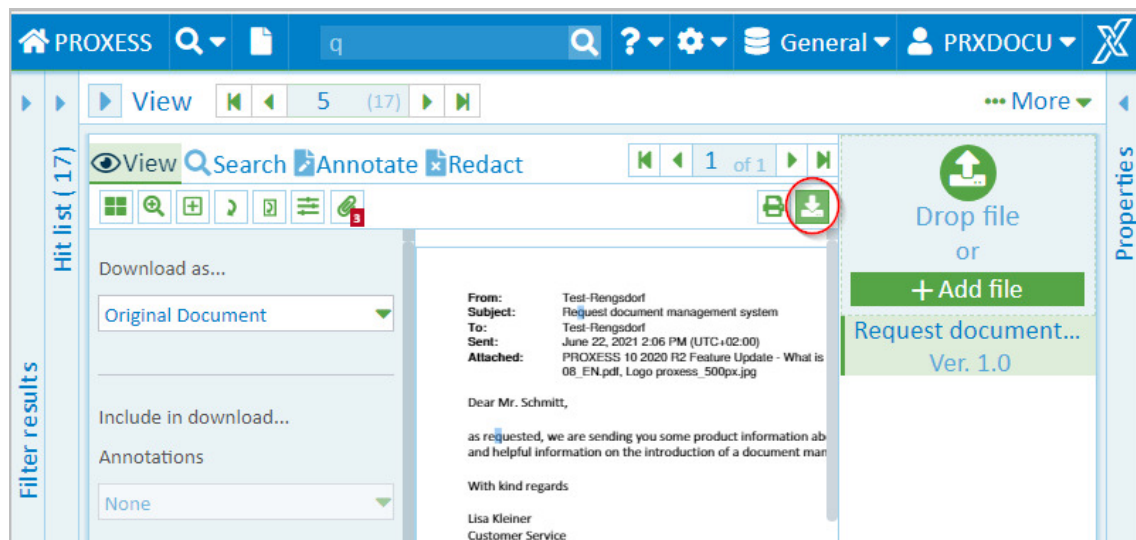 PROXESS
q
?
General
PRXDOCU
View
5 (17)
More
Filter results
Hit list (17)
View
Search
Annotate
Redact
1 of 1
3
Download as...
Original Document
Include in download...
Annotations
None
From: Test-Rengsdorf
Subject: Request document management system
To: Test-Rengsdorf
Sent: June 22, 2021 2:06 PM (UTC+02:00)
Attached: PROXESS 10 2020 R2 Feature Update - What is
08_EN.pdf, Logo proxess_500px.jpg
Dear Mr. Schmitt,
as requested, we are sending you some product information ab
and helpful information on the introduction of a document man
With kind regards
Lisa Kleiner
Customer Service
Drop file
or
+ Add file
Request document...
Ver. 1.0
Properties